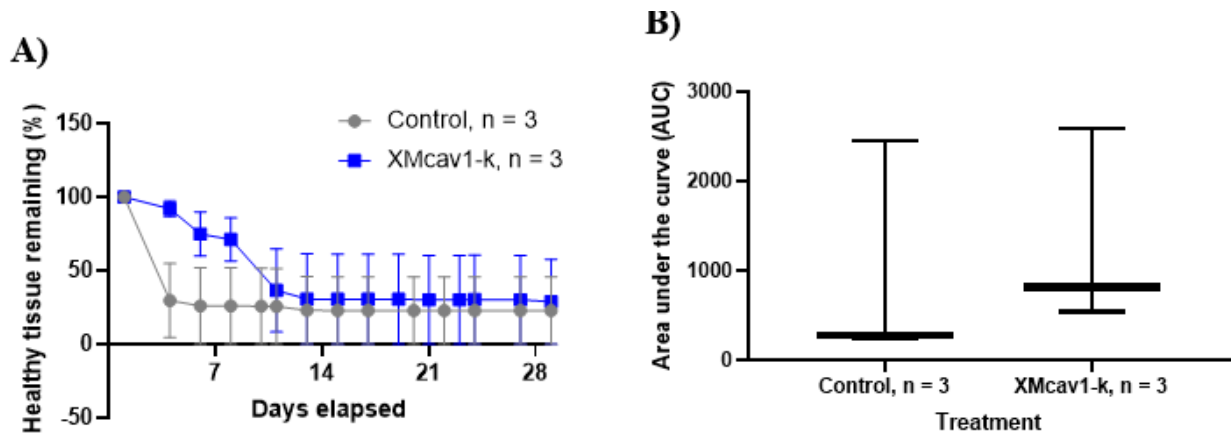 A)
Healthy tissue remaining (%)
150
100
50
0
-50
7
14
21
28
Days elapsed
Control, n = 3
XMcav1-k, n = 3
B)
Area under the curve (AUC)
3000
2000
1000
0
Control, n = 3
XMcav1-k, n = 3
Treatment